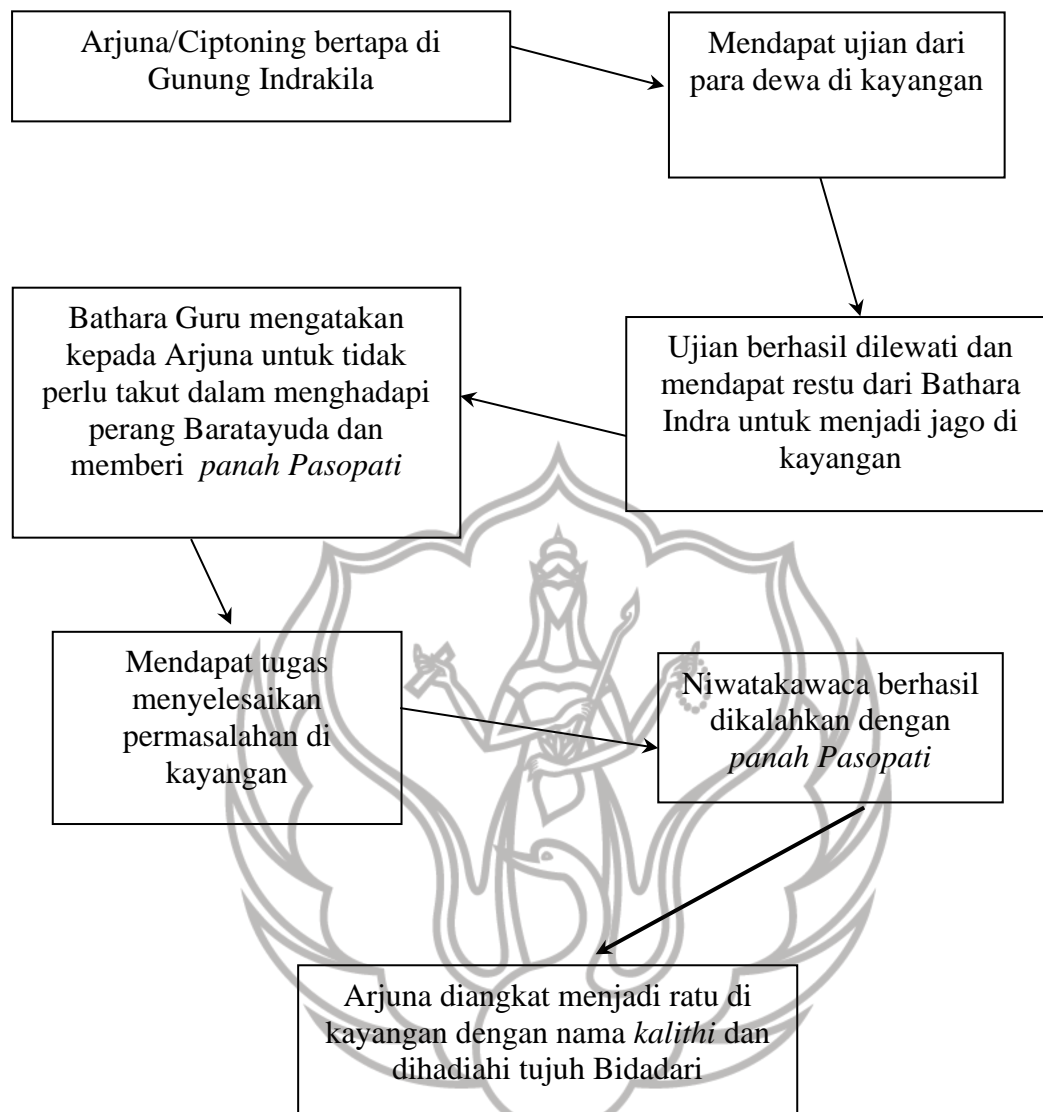 Arjuna/Ciptoning bertapa di
Gunung Indrakila
Mendapat ujian dari
para dewa di kayangan
Ujian berhasil dilewati dan
mendapat restu dari Bathara
Indra untuk menjadi jago di
kayangan
Bathara Guru mengatakan
kepada Arjuna untuk tidak
perlu takut dalam menghadapi
perang Baratayuda dan
memberi panah Pasopati
Mendapat tugas
menyelesaikan
permasalahan di
kayangan
Niwatakawaca berhasil
dikalahkan dengan
panah Pasopati
Arjuna diangkat menjadi ratu di
kayangan dengan nama kalithi dan
dihadiahi tujuh Bidadari